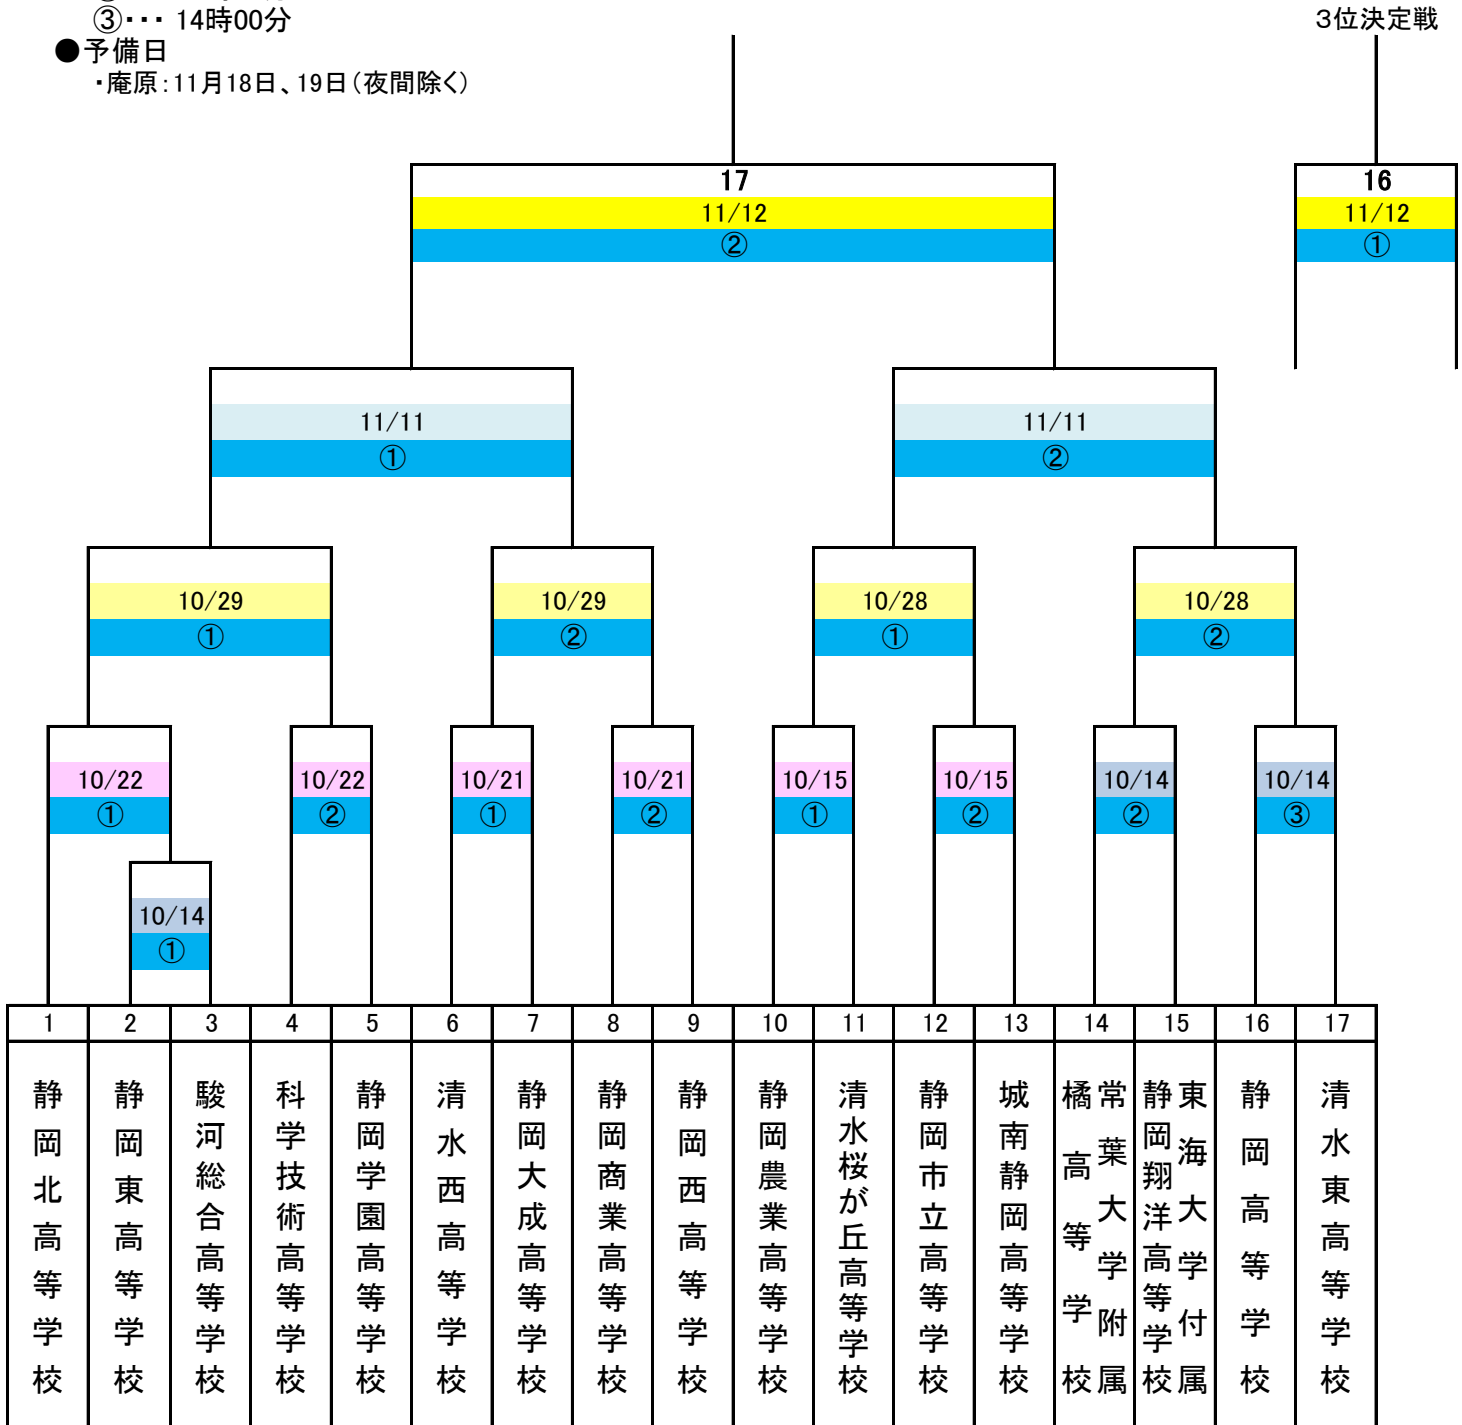 ③・・・ 14時00分
3位決定戦
●予備日
・庵原：11月18日、19日（夜間除く）
17
16
11/12
11/12
②
①
11/11
11/11
①
②
10/29
10/29
10/28
10/28
①
②
①
②
10/22
10/22
10/21
10/21
10/15
10/15
10/14
10/14
①
②
①
②
①
②
②
③
10/14
①
1
2
3
4
5
6
7
8
9
10
11
12
13
14
15
16
17
静岡北高等学校
静岡東高等学校
駿河総合高等学校
科学技術高等学校
静岡学園高等学校
清水西高等学校
静岡大成高等学校
静岡商業高等学校
静岡西高等学校
静岡農業高等学校
清水桜が丘高等学校
静岡市立高等学校
城南静岡高等学校
常葉大学附属
橘高等学校
東海大学付属
静岡翔洋高等学校
静岡高等学校
清水東高等学校